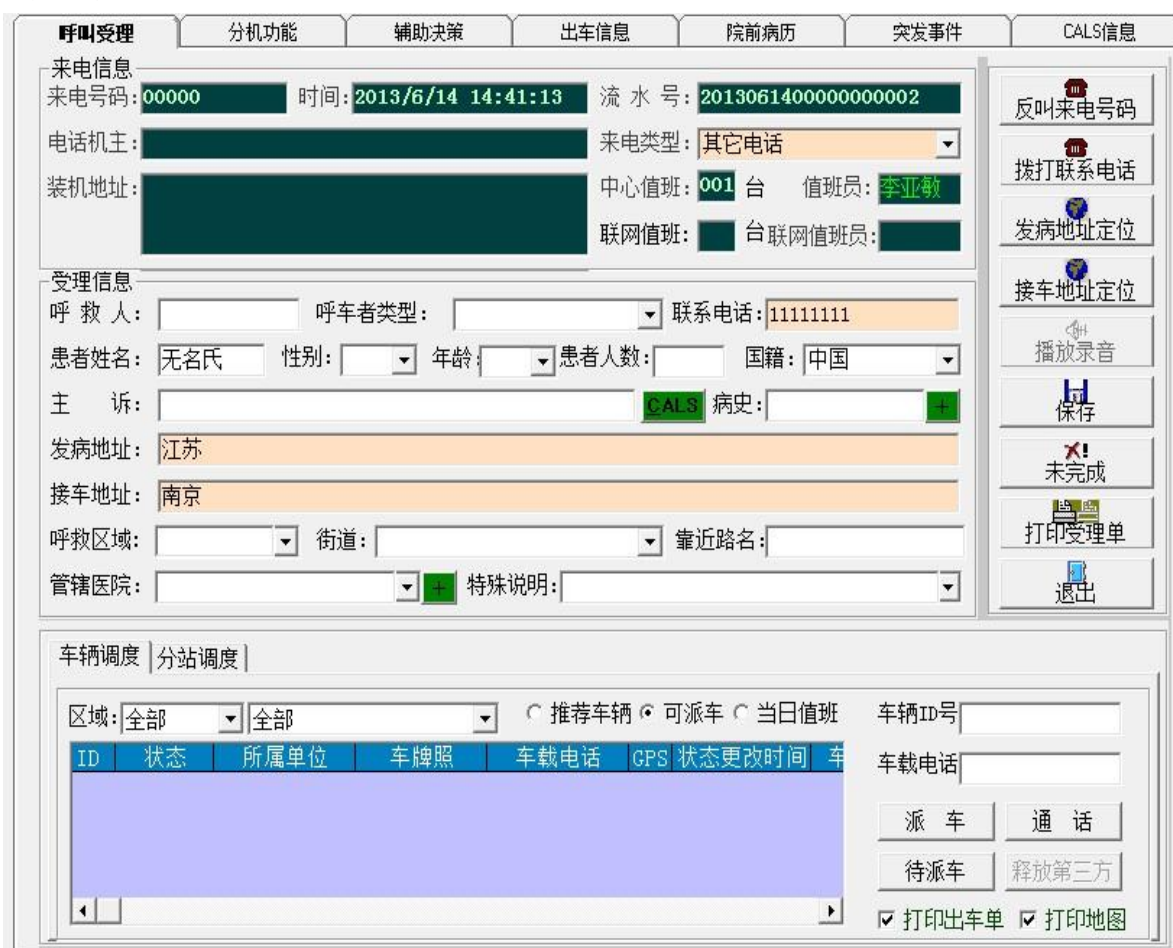 呼叫受理 分机功能 辅助决策 出车信息 院前病历 突发事件 CALS信息
来电信息
来电号码:00000 时间:2013/6/14 14:41:13 流 水 号:2013061400000000002
电话机主: 来电类型:其它电话
装机地址: 中心值班:001 台 值班员:李亚敏
联网值班: 台 联网值班员:
受理信息
呼 救 人: 呼车者类型: 联系电话:11111111
患者姓名:无名氏 性别: 年龄: 患者人数: 国籍:中国
主 诉: CALS 病史: +
发病地址:江苏
接车地址:南京
呼救区域: 街道: 靠近路名:
管辖医院: + 特殊说明:
反叫来电号码
拨打联系电话
发病地址定位
接车地址定位
播放录音
保存
未完成
打印受理单
退出
车辆调度 分站调度
区域:全部 全部 推荐车辆 可派车 当日值班 车辆ID号
ID 状态 所属单位 车牌照 车载电话 GPS 状态更改时间 车
车载电话
派 车 通 话
待派车 释放第三方
打印出车单 打印地图